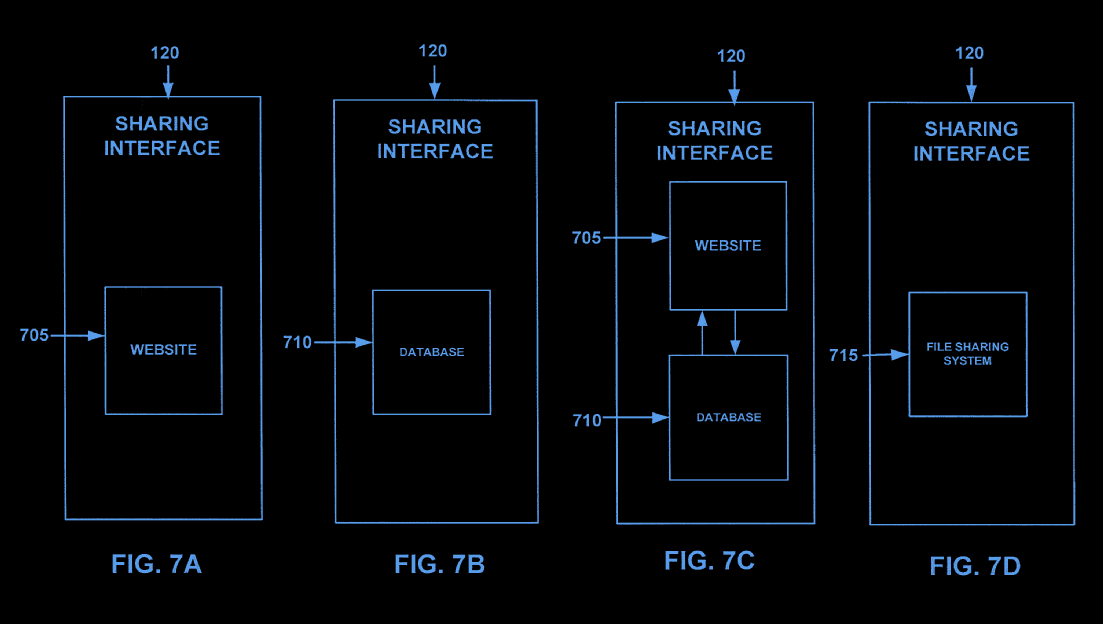 120
SHARING
INTERFACE
705
WEBSITE
FIG. 7A
120
SHARING
INTERFACE
710
DATABASE
FIG. 7B
120
SHARING
INTERFACE
705
WEBSITE
710
DATABASE
FIG. 7C
120
SHARING
INTERFACE
715
FILE SHARING
SYSTEM
FIG. 7D